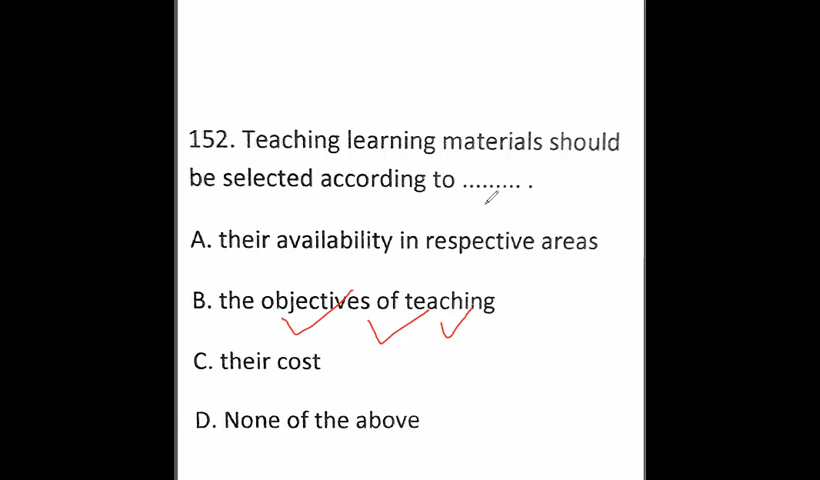 152. Teaching learning materials should
be selected according to ......... .
A. their availability in respective areas
B. the objectives of teaching
C. their cost
D. None of the above